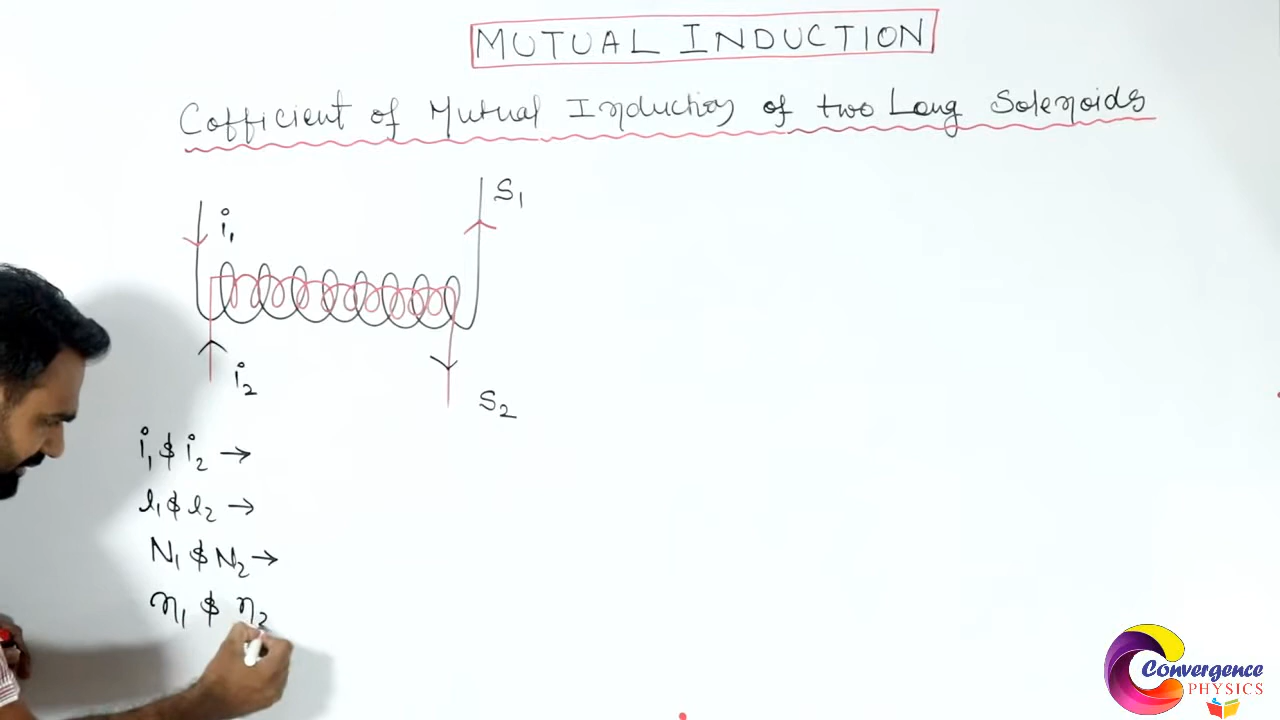 MUTUAL INDUCTION
Cofficient of Mutual Induction of two Long Solenoids
S₁
i₁
i₂
S₂
i₁ & i₂ →
l₁ & l₂ →
N₁ & N₂ →
n₁ & n₂
Convergence
PHYSICS